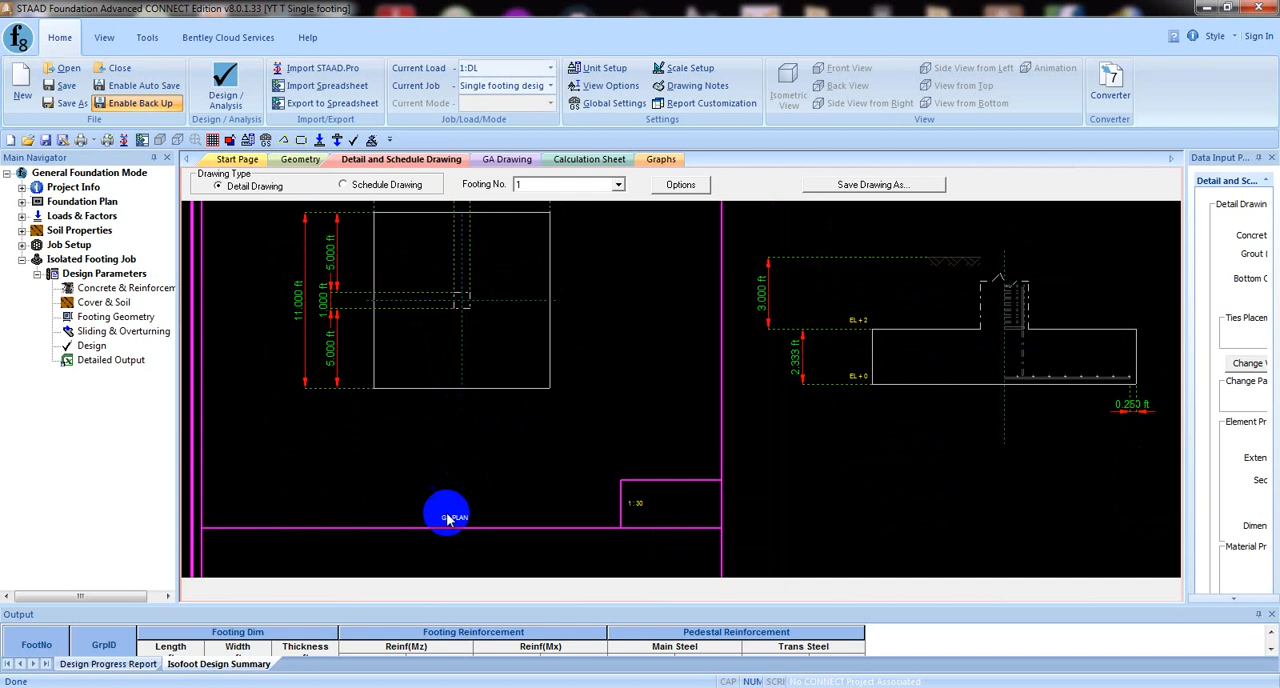 STAAD Foundation Advanced CONNECT Edition v8.0.1.33 [YT T Single footing]
Home View Tools Bentley Cloud Services Help Style Sign In
New Open Close Save Enable Auto Save Save As Enable Back Up File
Design / Analysis Design / Analysis
Import STAAD.Pro Import Spreadsheet Export to Spreadsheet Import/Export
Current Load : 1:DL
Current Job : Single footing desig
Current Mode :
Job/Load/Mode
Unit Setup Scale Setup
View Options Drawing Notes
Global Settings Report Customization
Settings
Isometric View
Front View Side View from Left Animation
Back View View from Top
Side View from Right View from Bottom
View
7
Converter
Converter
Main Navigator
General Foundation Mode
Project Info
Foundation Plan
Loads & Factors
Soil Properties
Job Setup
Isolated Footing Job
Design Parameters
Concrete & Reinforcem
Cover & Soil
Footing Geometry
Sliding & Overturning
Design
Detailed Output
Start Page Geometry Detail and Schedule Drawing GA Drawing Calculation Sheet Graphs
Drawing Type
Detail Drawing Schedule Drawing Footing No. 1 Options Save Drawing As...
11.000 ft
5.000 ft
1.000 ft
5.000 ft
1 : 30
PLAN
3.000 ft
2.333 ft
EL + 2
EL + 0
0.250 ft
Data Input P...
Detail and Sc...
Detail Drawin
Concret
Grout (
Bottom C
Ties Placen
Change V
Change Pa
Element Pr
Exten
Sec
Dimen
Material Pr
Output
FootNo GrpID Footing Dim Footing Reinforcement Pedestal Reinforcement
Length Width Thickness Reinf(Mz) Reinf(Mx) Main Steel Trans Steel
Design Progress Report Isofoot Design Summary
Done CAP NUM SCRI No CONNECT Project Associated